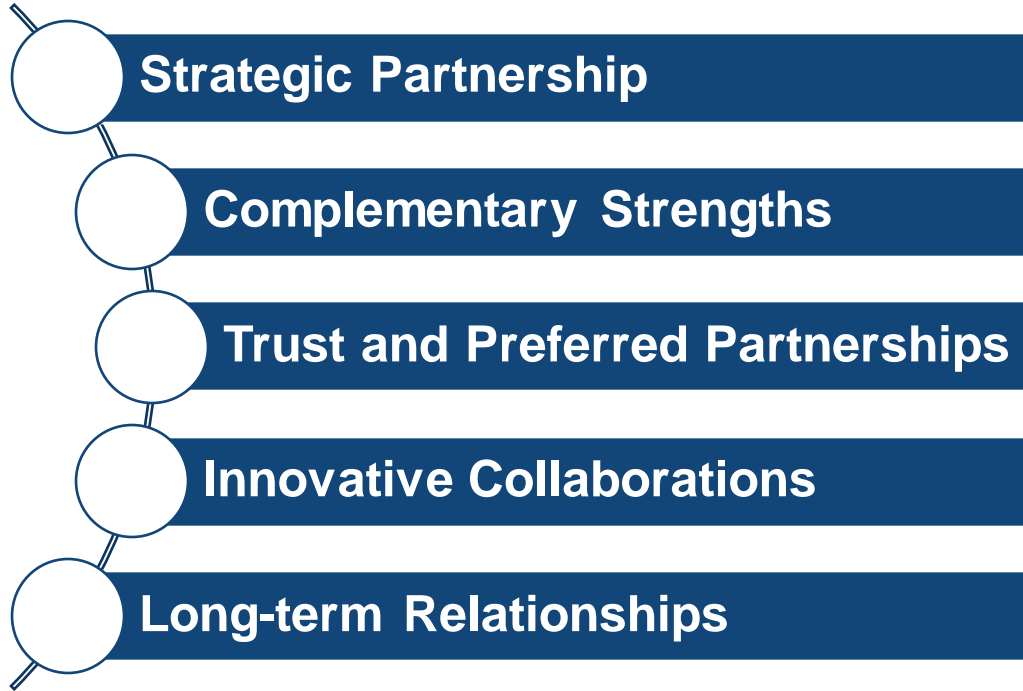 Strategic Partnership
Complementary Strengths
Trust and Preferred Partnerships
Innovative Collaborations
Long-term Relationships